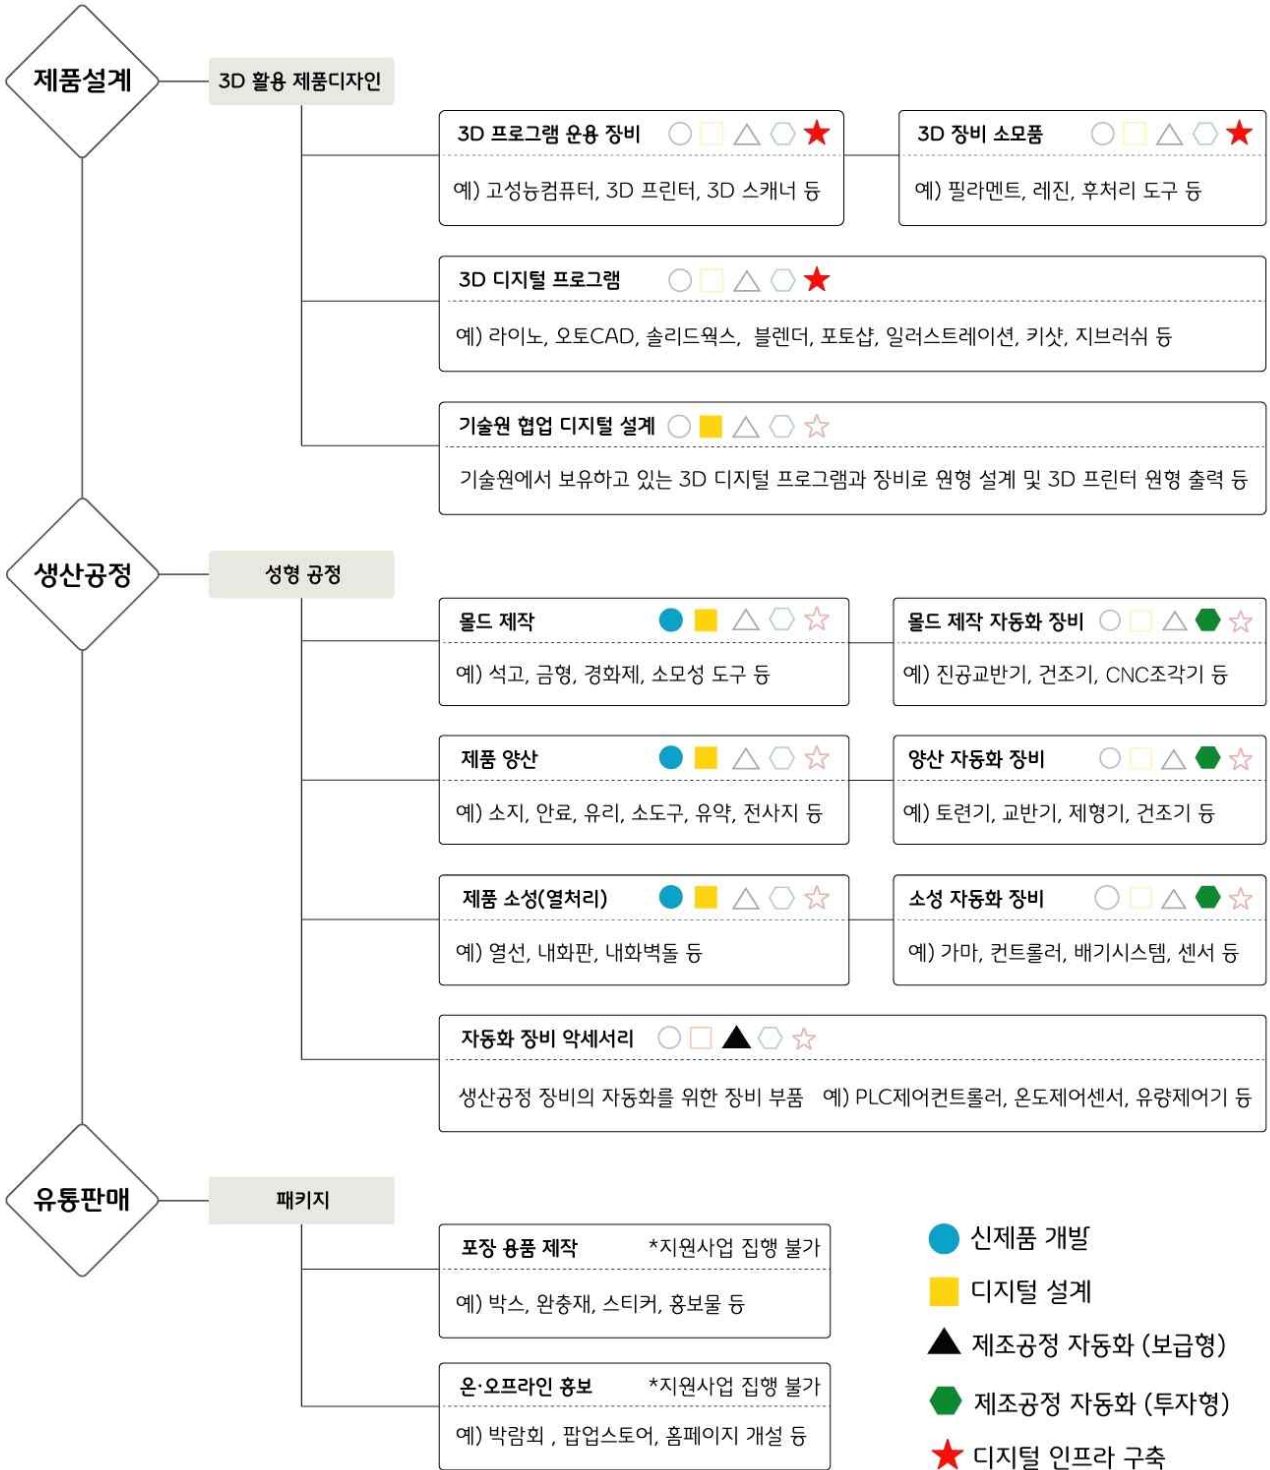 제품설계
3D 활용 제품디자인
3D 프로그램 운용 장비
예) 고성능컴퓨터, 3D 프린터, 3D 스캐너 등
3D 장비 소모품
예) 필라멘트, 레진, 후처리 도구 등
3D 디지털 프로그램
예) 라이노, 오토CAD, 솔리드웍스, 블렌더, 포토샵, 일러스트레이션, 키샷, 지브러쉬 등
기술원 협업 디지털 설계
기술원에서 보유하고 있는 3D 디지털 프로그램과 장비로 원형 설계 및 3D 프린터 원형 출력 등
생산공정
성형 공정
몰드 제작
예) 석고, 금형, 경화제, 소모성 도구 등
몰드 제작 자동화 장비
예) 진공교반기, 건조기, CNC조각기 등
제품 양산
예) 소지, 안료, 유리, 소도구, 유약, 전사지 등
양산 자동화 장비
예) 토련기, 교반기, 제형기, 건조기 등
제품 소성(열처리)
예) 열선, 내화판, 내화벽돌 등
소성 자동화 장비
예) 가마, 컨트롤러, 배기시스템, 센서 등
자동화 장비 악세서리
생산공정 장비의 자동화를 위한 장비 부품 예) PLC제어컨트롤러, 온도제어센서, 유량제어기 등
유통판매
패키지
포장 용품 제작 *지원사업 집행 불가
예) 박스, 완충재, 스티커, 홍보물 등
온·오프라인 홍보 *지원사업 집행 불가
예) 박람회 , 팝업스토어, 홈페이지 개설 등
신제품 개발
디지털 설계
제조공정 자동화 (보급형)
제조공정 자동화 (투자형)
디지털 인프라 구축